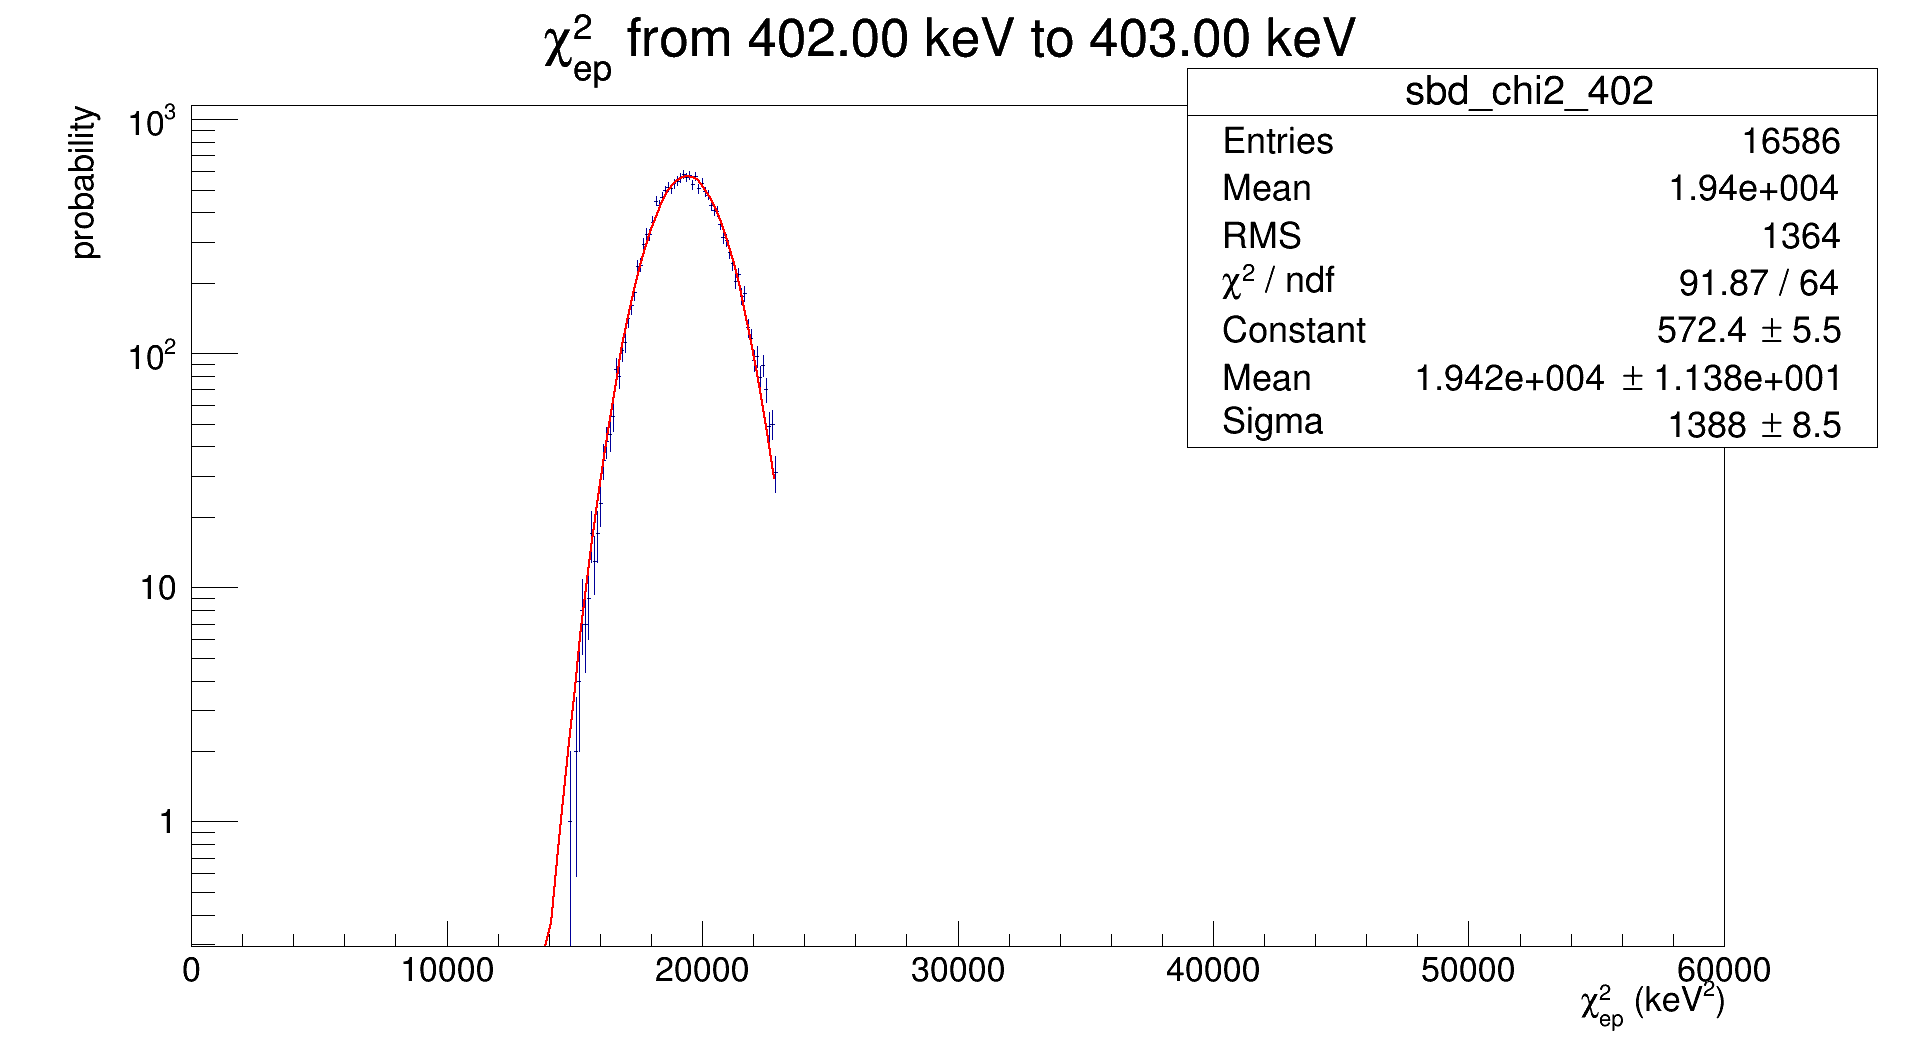 χ²ep from 402.00 keV to 403.00 keV
sbd_chi2_402
Entries 16586
Mean 1.94e+004
RMS 1364
χ² / ndf 91.87 / 64
Constant 572.4 ± 5.5
Mean 1.942e+004 ± 1.138e+001
Sigma 1388 ± 8.5
probability
10³
10²
10
1
0 10000 20000 30000 40000 50000 60000
χ²ep (keV²)